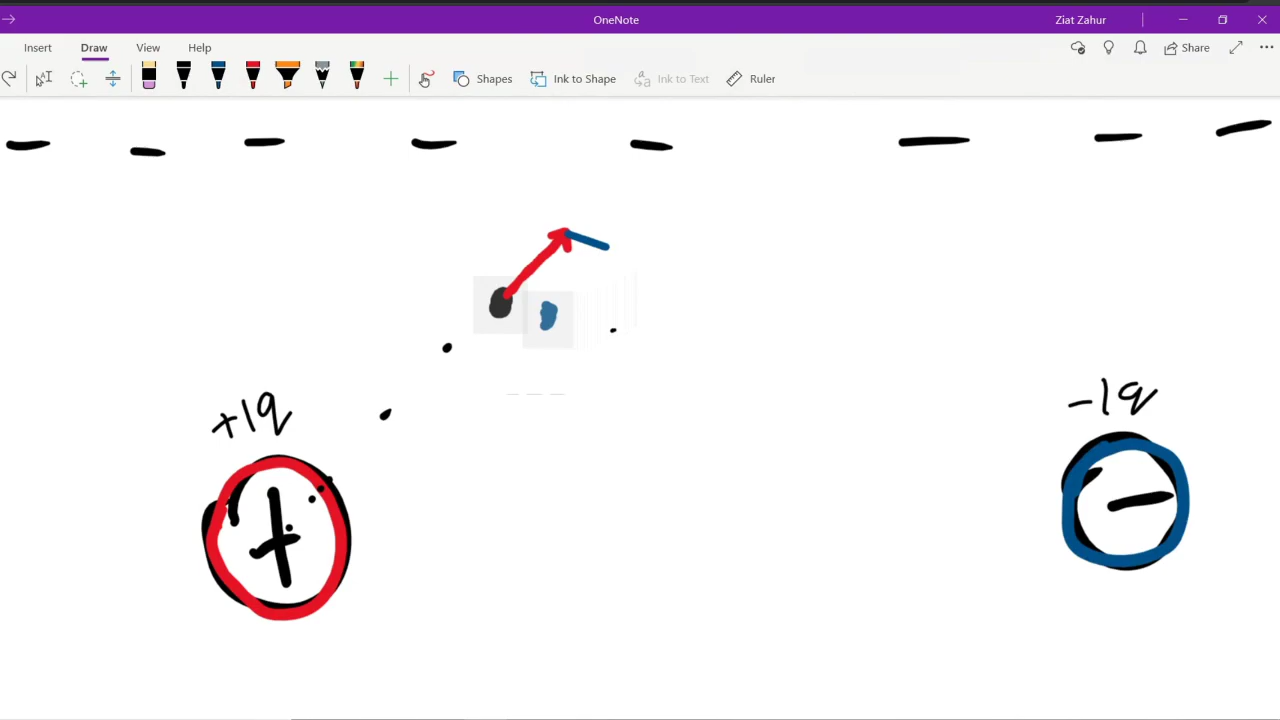 OneNote
Ziat Zahur
Insert Draw View Help
Share
Shapes Ink to Shape Ink to Text Ruler
+1q
-1q
+
-